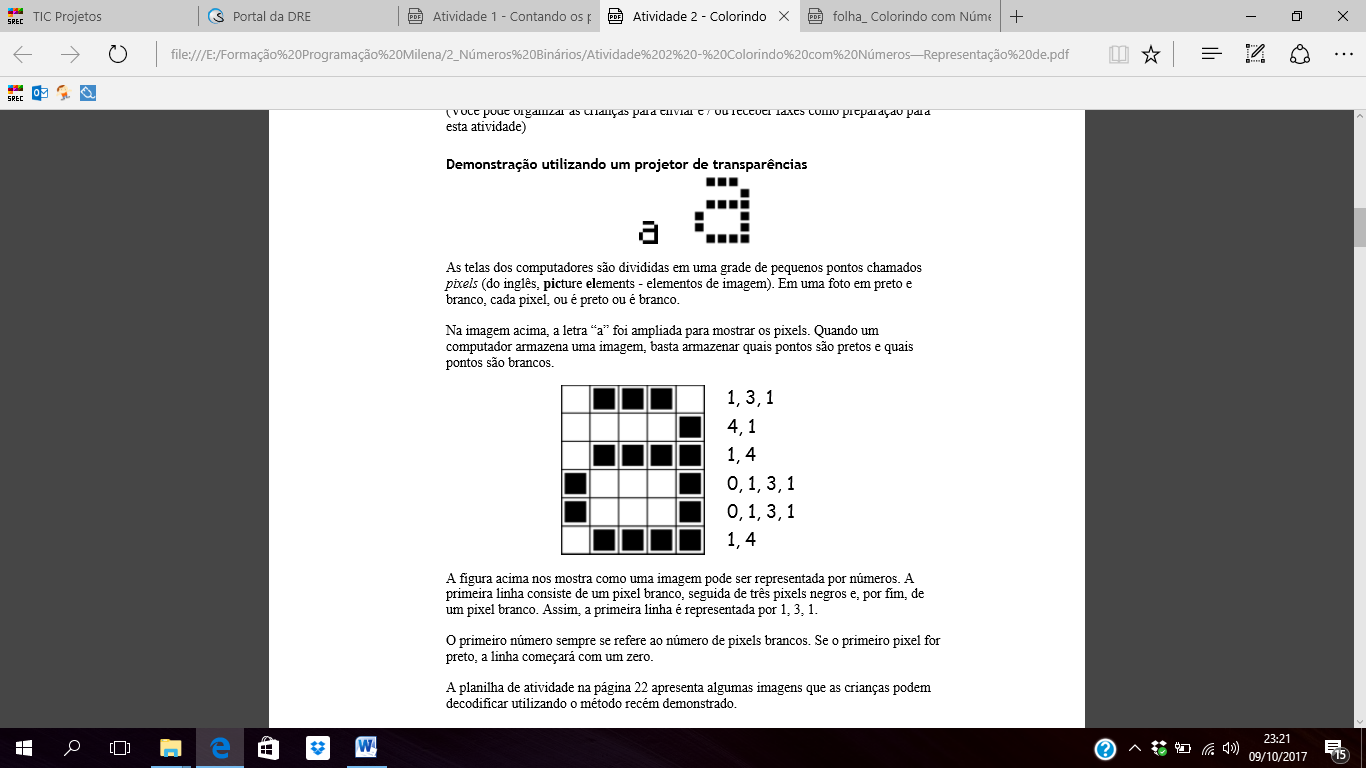 TIC Projetos
Portal da DRE
Atividade 1 - Contando os p
Atividade 2 - Colorindo
folha_ Colorindo com Núme
file:///E:/Formação%20Programação%20Milena/2_Números%20Binários/Atividade%202%20-%20Colorindo%20com%20Números—Representação%20de.pdf
(Você pode organizar as crianças para enviar e / ou receber faxes como preparação para
esta atividade)
Demonstração utilizando um projetor de transparências
a a
As telas dos computadores são divididas em uma grade de pequenos pontos chamados
pixels (do inglês, picture elements - elementos de imagem). Em uma foto em preto e
branco, cada pixel, ou é preto ou é branco.
Na imagem acima, a letra “a” foi ampliada para mostrar os pixels. Quando um
computador armazena uma imagem, basta armazenar quais pontos são pretos e quais
pontos são brancos.
1, 3, 1
4, 1
1, 4
0, 1, 3, 1
0, 1, 3, 1
1, 4
A figura acima nos mostra como uma imagem pode ser representada por números. A
primeira linha consiste de um pixel branco, seguida de três pixels negros e, por fim, de
um pixel branco. Assim, a primeira linha é representada por 1, 3, 1.
O primeiro número sempre se refere ao número de pixels brancos. Se o primeiro pixel for
preto, a linha começará com um zero.
A planilha de atividade na página 22 apresenta algumas imagens que as crianças podem
decodificar utilizando o método recém demonstrado.
23:21
09/10/2017
15